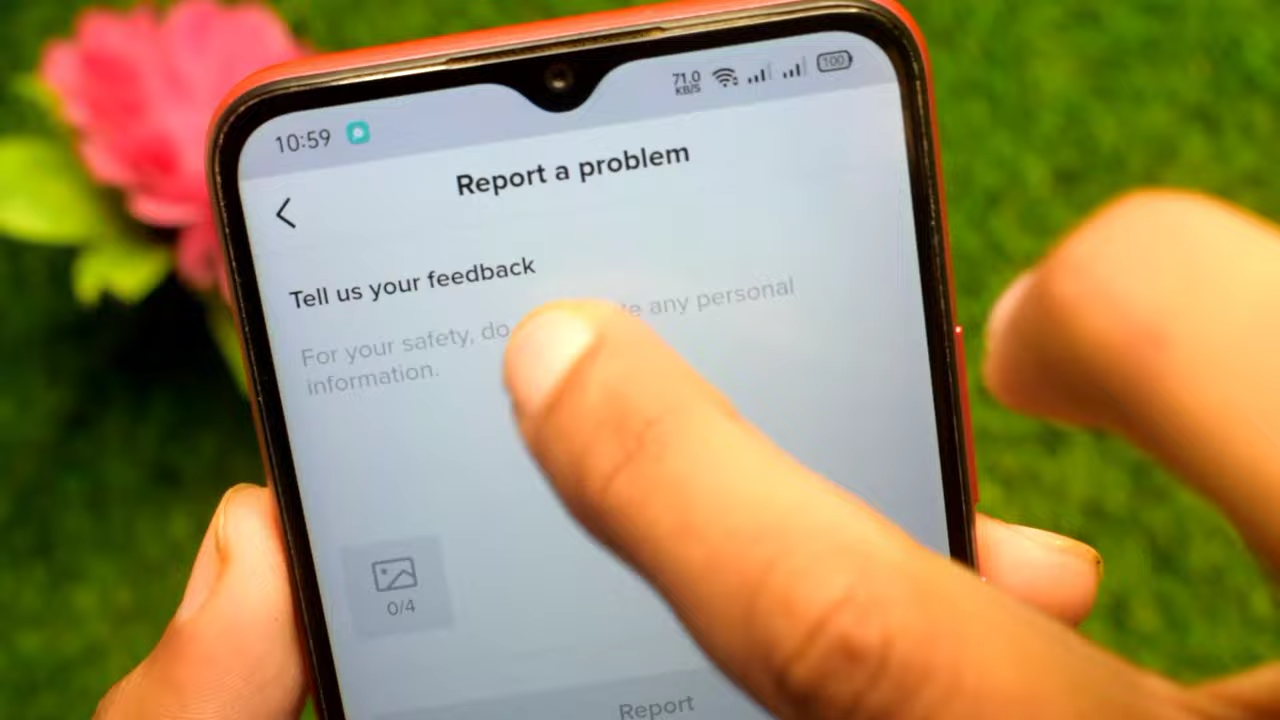 10:59
71.0
KB/S
100
Report a problem
Tell us your feedback
For your safety, do any personal
information.
0/4
Report